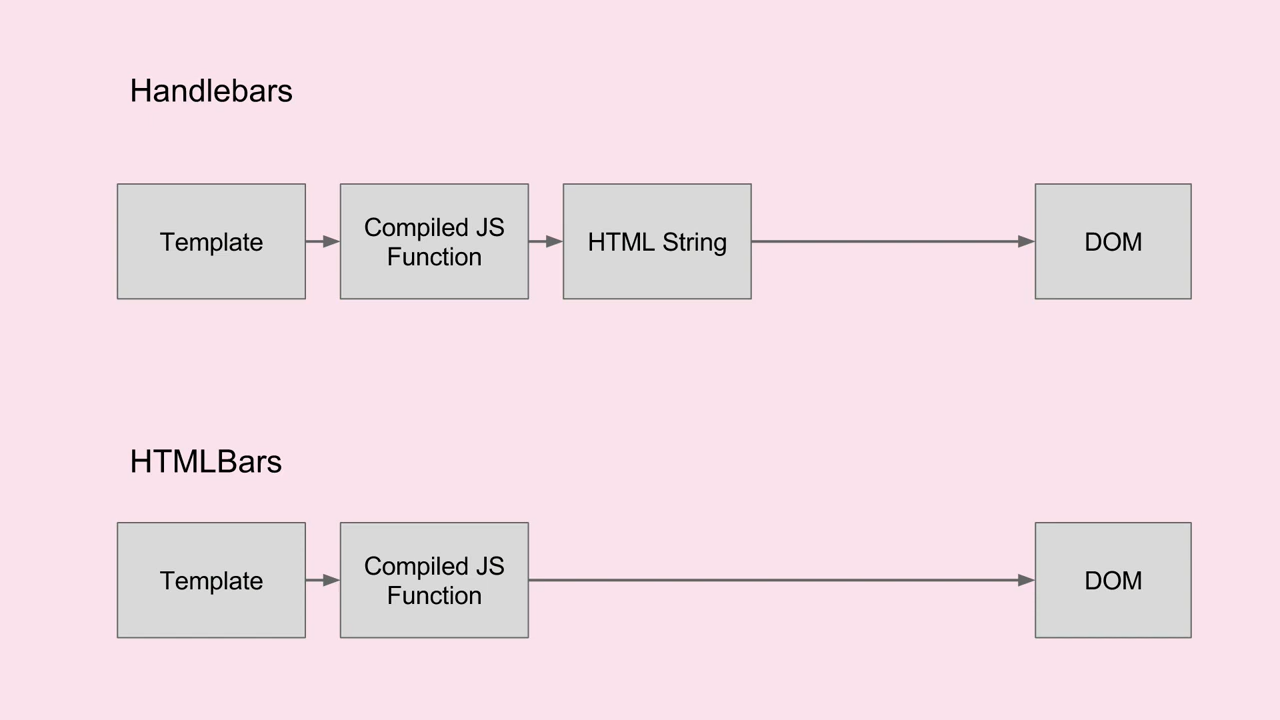 Handlebars
Template
Compiled JS
Function
HTML String
DOM
HTMLBars
Template
Compiled JS
Function
DOM